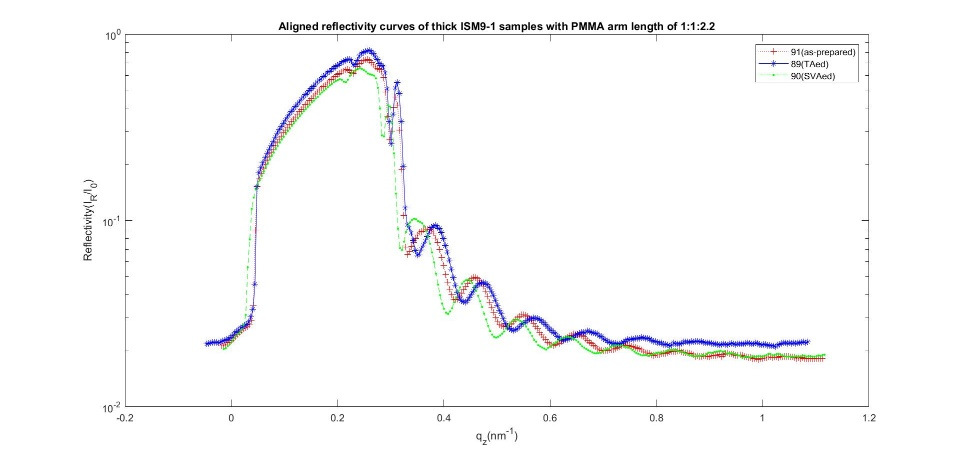 Aligned reflectivity curves of thick ISM9-1 samples with PMMA arm length of 1:1:2.2
10^0
91(as-prepared)
89(TAed)
90(SVAed)
Reflectivity(I_R/I_0)
10^-1
10^-2
-0.2 0 0.2 0.4 0.6 0.8 1 1.2
q_z(nm^-1)